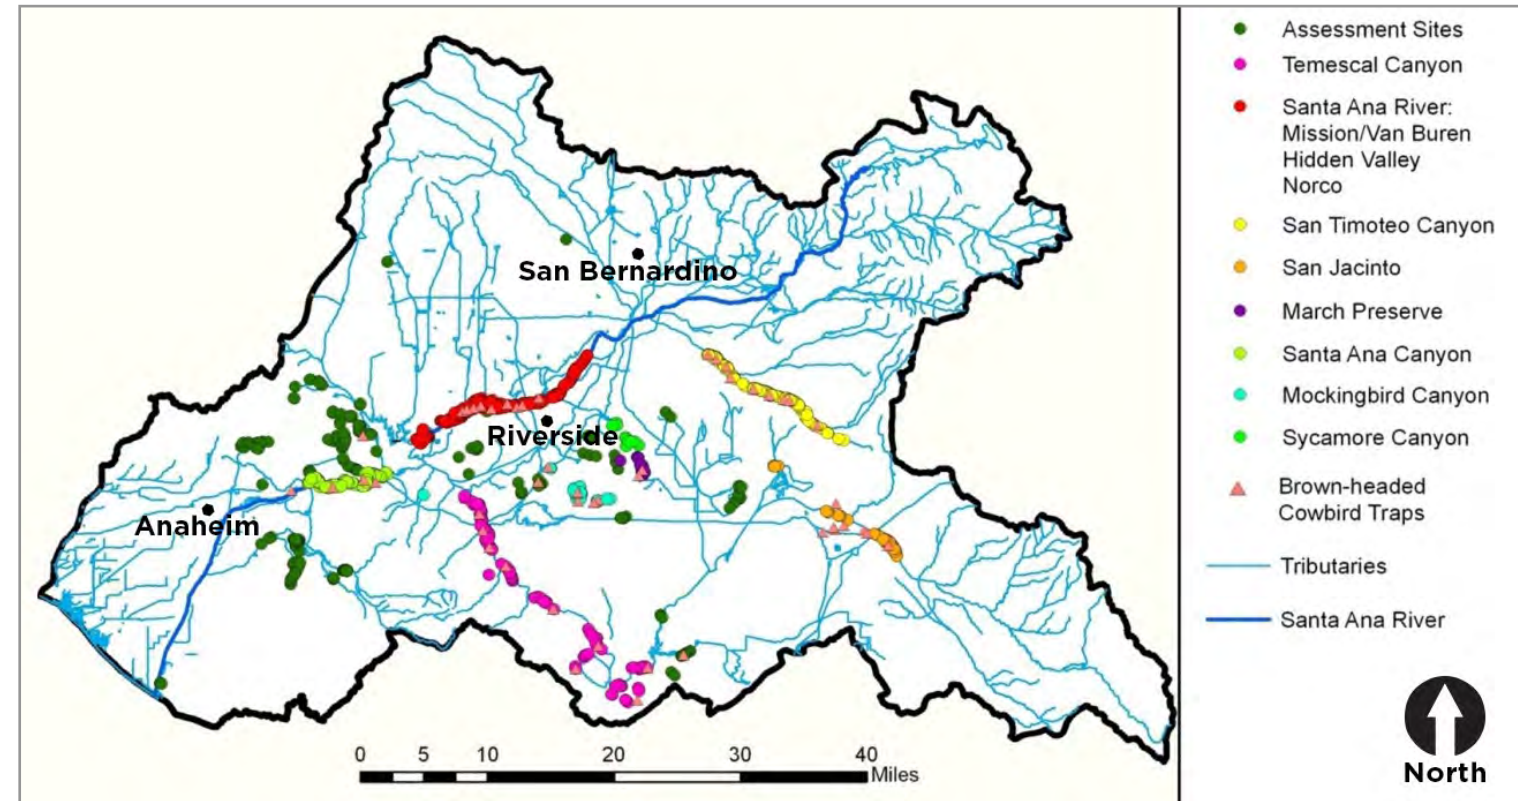 San Bernardino
Riverside
Anaheim
0 5 10 20 30 40
Miles
Assessment Sites
Temescal Canyon
Santa Ana River:
Mission/Van Buren
Hidden Valley
Norco
San Timoteo Canyon
San Jacinto
March Preserve
Santa Ana Canyon
Mockingbird Canyon
Sycamore Canyon
Brown-headed
Cowbird Traps
Tributaries
Santa Ana River
North